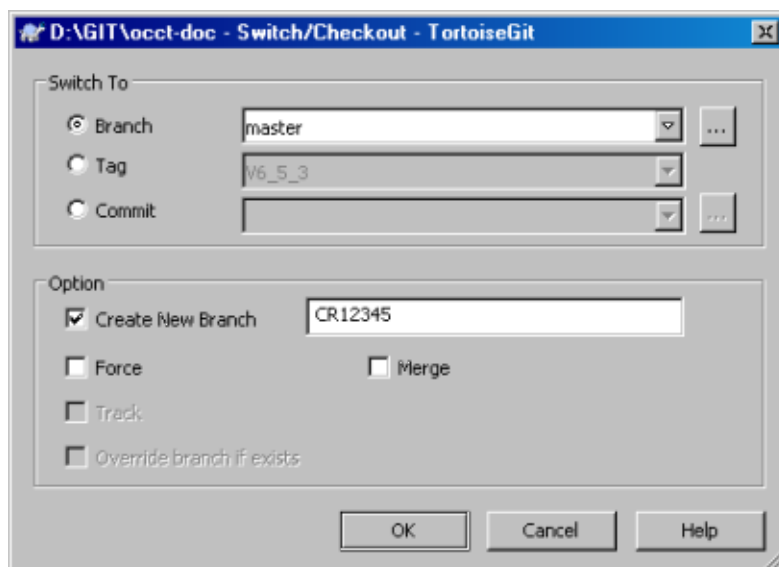 D:\GIT\occt-doc - Switch/Checkout - TortoiseGit
Switch To
Branch master ...
Tag V6_5_3
Commit ...
Option
Create New Branch CR12345
Force Merge
Track
Override branch if exists
OK Cancel Help